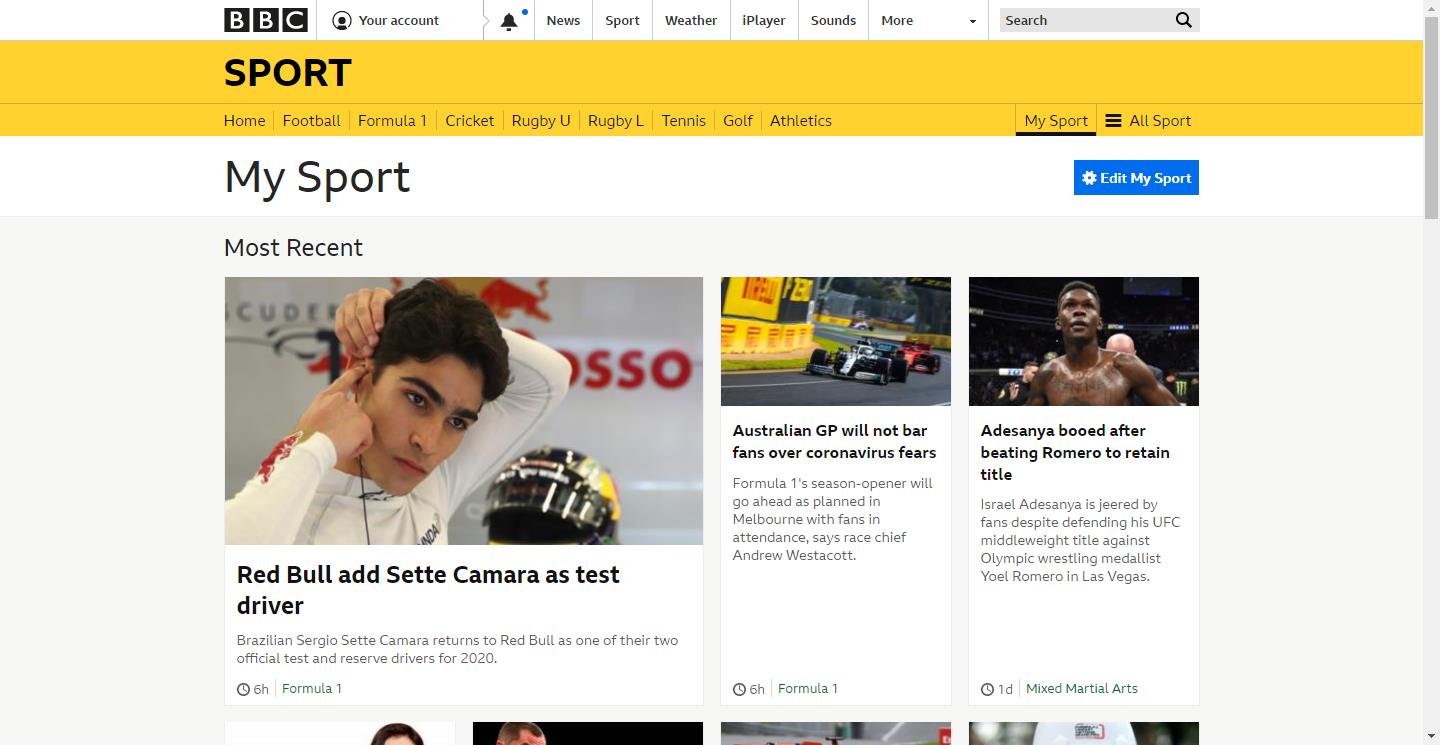 BBC
Your account
News
Sport
Weather
iPlayer
Sounds
More
Search
SPORT
Home
Football
Formula 1
Cricket
Rugby U
Rugby L
Tennis
Golf
Athletics
My Sport
All Sport
My Sport
Edit My Sport
Most Recent
SCUDER
OSSO
Red Bull add Sette Camara as test
driver
Brazilian Sergio Sette Camara returns to Red Bull as one of their two
official test and reserve drivers for 2020.
6h
Formula 1
Australian GP will not bar
fans over coronavirus fears
Formula 1's season-opener will
go ahead as planned in
Melbourne with fans in
attendance, says race chief
Andrew Westacott.
6h
Formula 1
Adesanya booed after
beating Romero to retain
title
Israel Adesanya is jeered by
fans despite defending his UFC
middleweight title against
Olympic wrestling medallist
Yoel Romero in Las Vegas.
1d
Mixed Martial Arts